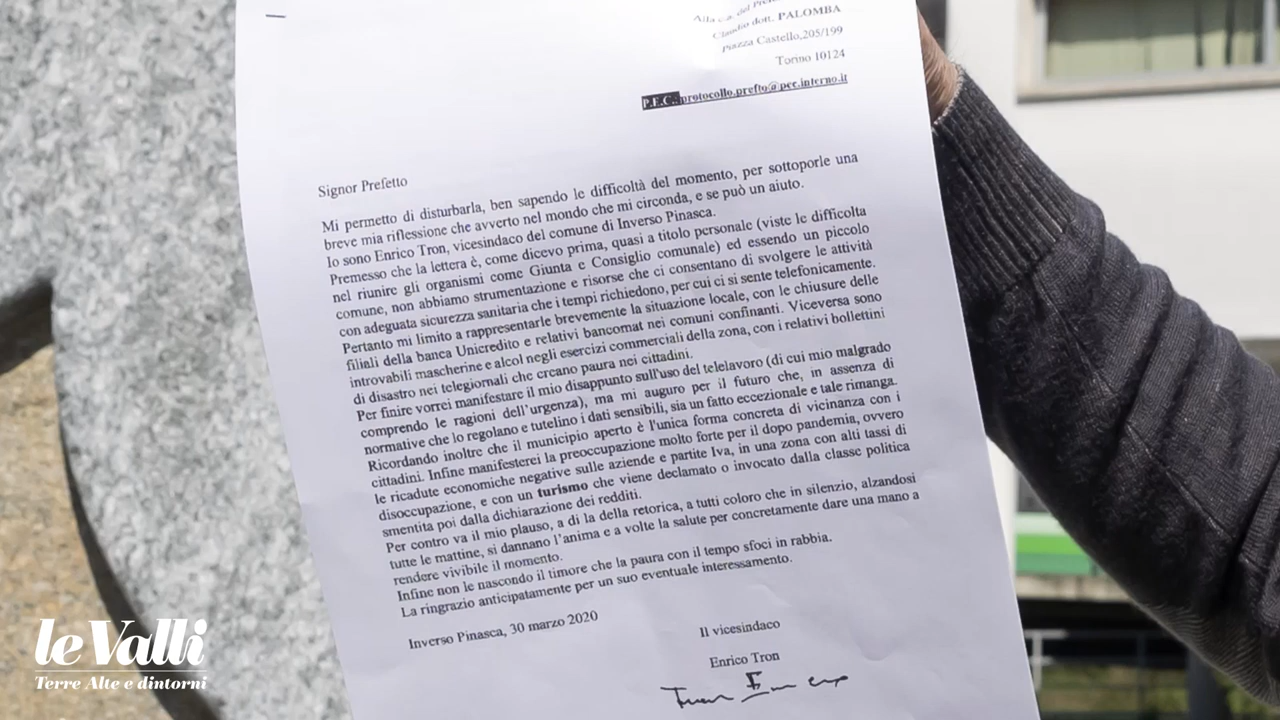 Alla c.a. del
Claudio dott. PALOMBA
Piazza Castello,205/199
Torino 10124
P.E.C.:protocollo.prefto@pec.interno.it
Signor Prefetto
Mi permetto di disturbarla, ben sapendo le difficoltà del momento, per sottoporle una
breve mia riflessione che avverto nel mondo che mi circonda, e se può un aiuto.
Io sono Enrico Tron, vicesindaco del comune di Inverso Pinasca.
Premesso che la lettera è, come dicevo prima, quasi a titolo personale (viste le difficolta
nel riunire gli organismi come Giunta e Consiglio comunale) ed essendo un piccolo
comune, non abbiamo strumentazione e risorse che ci consentano di svolgere le attività
con adeguata sicurezza sanitaria che i tempi richiedono, per cui ci si sente telefonicamente.
Pertanto mi limito a rappresentarle brevemente la situazione locale, con le chiusure delle
filiali della banca Unicredito e relativi bancomat nei comuni confinanti. Viceversa sono
introvabili mascherine e alcol negli esercizi commerciali della zona, con i relativi bollettini
di disastro nei telegiornali che creano paura nei cittadini.
Per finire vorrei manifestare il mio disappunto sull'uso del telelavoro (di cui mio malgrado
comprendo le ragioni dell'urgenza), ma mi auguro per il futuro che, in assenza di
normative che lo regolano e tutelino i dati sensibili, sia un fatto eccezionale e tale rimanga.
Ricordando inoltre che il municipio aperto è l'unica forma concreta di vicinanza con i
cittadini. Infine manifesterei la preoccupazione molto forte per il dopo pandemia, ovvero
le ricadute economiche negative sulle aziende e partite Iva, in una zona con alti tassi di
disoccupazione, e con un turismo che viene declamato o invocato dalla classe politica
smentita poi dalla dichiarazione dei redditi.
Per contro va il mio plauso, a di la della retorica, a tutti coloro che in silenzio, alzandosi
tutte le mattine, si dannano l'anima e a volte la salute per concretamente dare una mano a
rendere vivibile il momento.
Infine non le nascondo il timore che la paura con il tempo sfoci in rabbia.
La ringrazio anticipatamente per un suo eventuale interessamento.
Inverso Pinasca, 30 marzo 2020
Il vicesindaco
Enrico Tron
le Valli
Terre Alte e dintorni